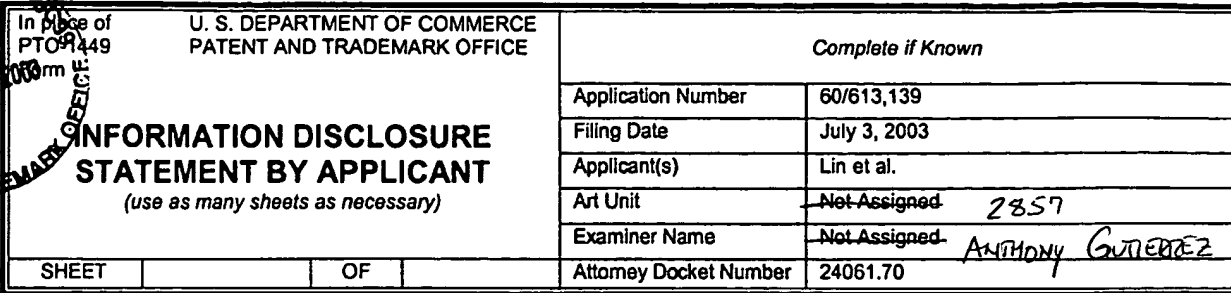 In place of
PTO-1449
Form
U. S. DEPARTMENT OF COMMERCE
PATENT AND TRADEMARK OFFICE
INFORMATION DISCLOSURE
STATEMENT BY APPLICANT
(use as many sheets as necessary)
SHEET OF
Complete if Known
Application Number 60/613,139
Filing Date July 3, 2003
Applicant(s) Lin et al.
Art Unit Not Assigned 2857
Examiner Name Not Assigned ANTHONY GUTIERREZ
Attorney Docket Number 24061.70